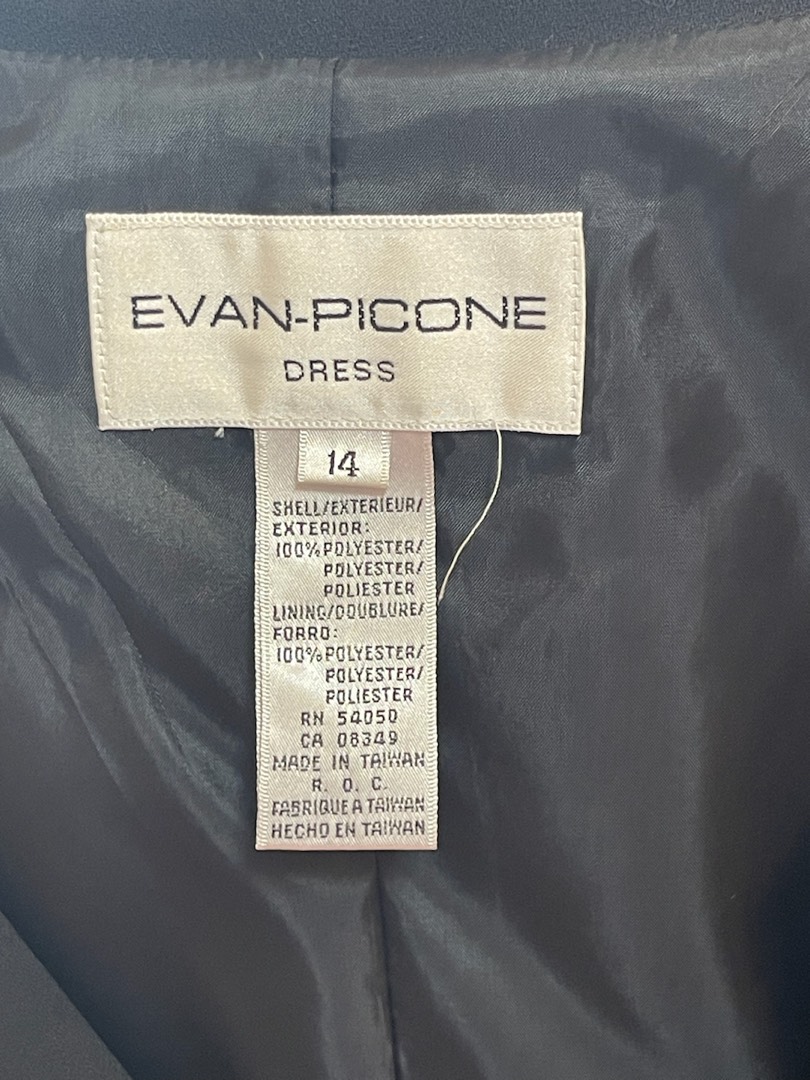 EVAN-PICONE
DRESS
14
SHELL/EXTERIEUR/
EXTERIOR:
100% POLYESTER/
POLYESTER/
POLIESTER
LINING/DOUBLURE/
FORRO:
100% POLYESTER/
POLYESTER/
POLIESTER
RN 54050
CA 08349
MADE IN TAIWAN
R. O. C.
FABRIQUE A TAIWAN
HECHO EN TAIWAN